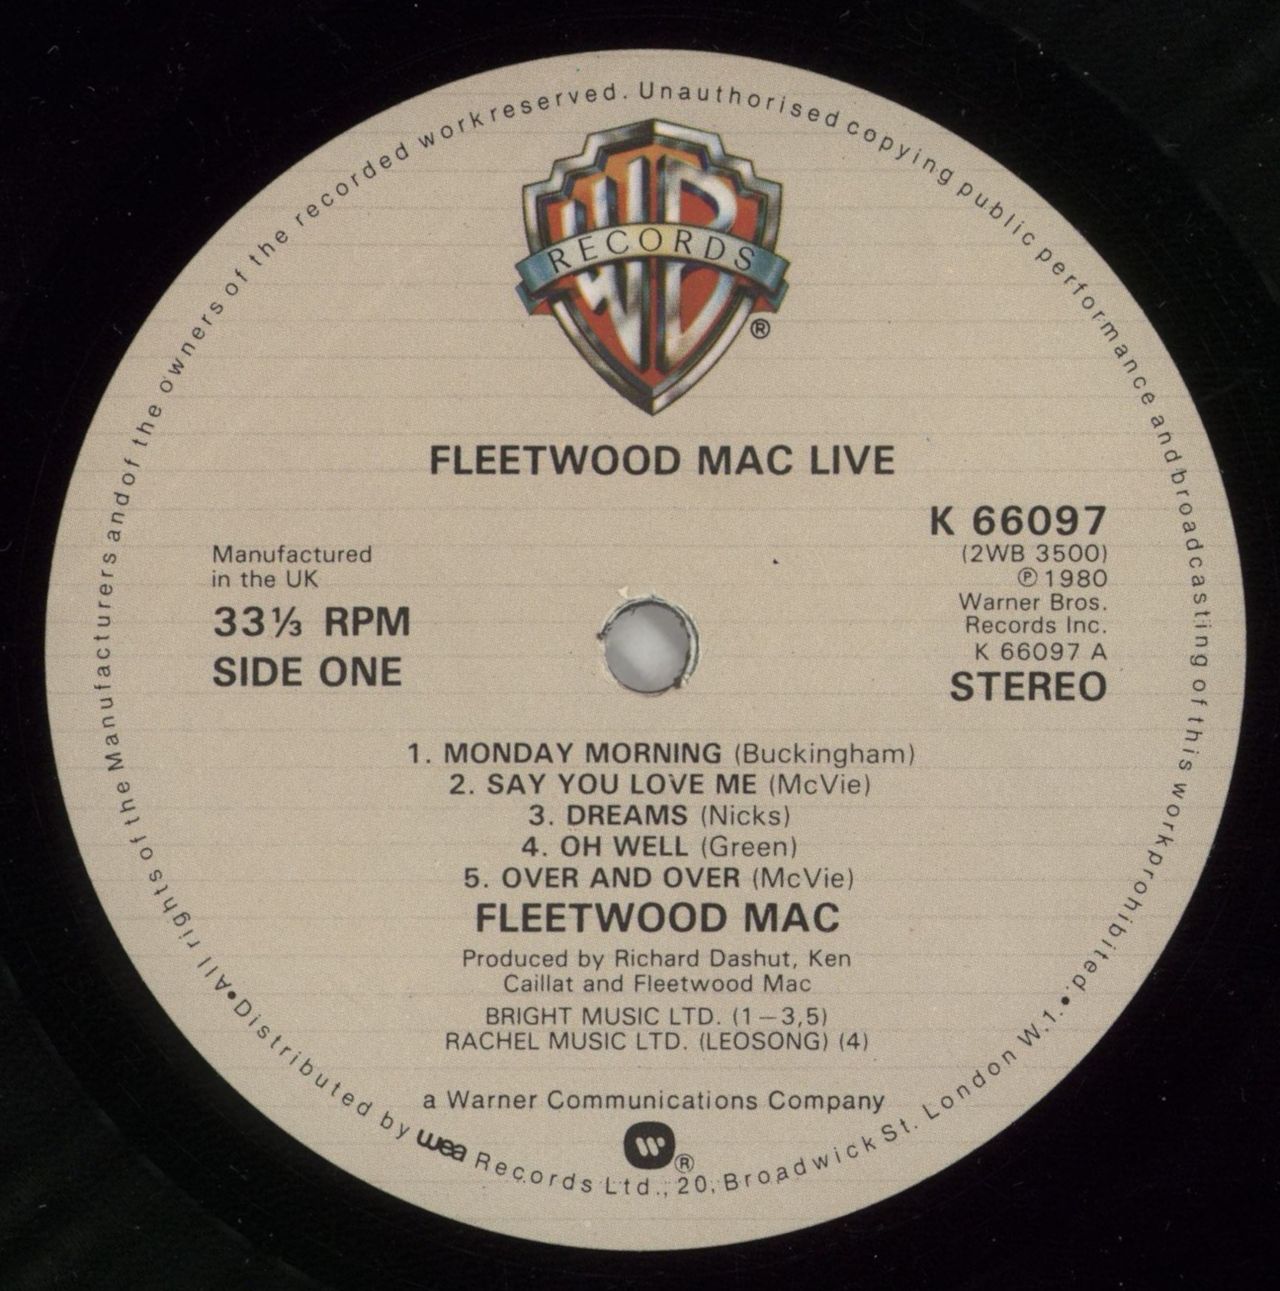 All rights of the Manufacturers and of the owners of the recorded work reserved. Unauthorised copying public performance and broadcasting of this work prohibited.
WB
RECORDS
®
FLEETWOOD MAC LIVE
K 66097
(2WB 3500)
℗ 1980
Warner Bros.
Records Inc.
K 66097 A
STEREO
Manufactured
in the UK
33⅓ RPM
SIDE ONE
1. MONDAY MORNING (Buckingham)
2. SAY YOU LOVE ME (McVie)
3. DREAMS (Nicks)
4. OH WELL (Green)
5. OVER AND OVER (McVie)
FLEETWOOD MAC
Produced by Richard Dashut, Ken
Caillat and Fleetwood Mac
BRIGHT MUSIC LTD. (1–3,5)
RACHEL MUSIC LTD. (LEOSONG) (4)
a Warner Communications Company
W ®
• Distributed by wea Records Ltd., 20, Broadwick St. London W.1. •